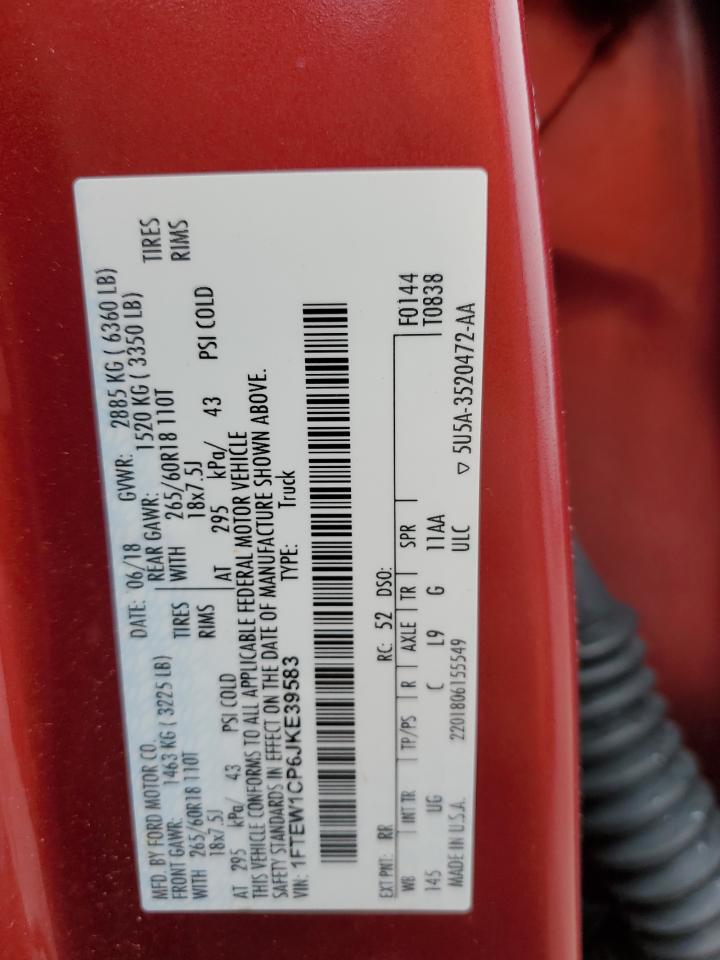 MFD. BY FORD MOTOR CO. DATE: 06/18 GVWR: 2885 KG ( 6360 LB)
FRONT GAWR: 1463 KG ( 3225 LB) REAR GAWR: 1520 KG ( 3350 LB)
WITH 265/60R18 110T TIRES WITH 265/60R18 110T TIRES
18x7.5J RIMS 18x7.5J RIMS
AT 295 kPa/ 43 PSI COLD AT 295 kPa/ 43 PSI COLD
THIS VEHICLE CONFORMS TO ALL APPLICABLE FEDERAL MOTOR VEHICLE
SAFETY STANDARDS IN EFFECT ON THE DATE OF MANUFACTURE SHOWN ABOVE.
VIN: 1FTEW1CP6JKE39583 TYPE: Truck
EXT PNT: RR RC: 52 DSO:
WB INT TR TP/PS R AXLE TR SPR F0144
145 UG C L9 G 11AA T0838
MADE IN U.S.A. 2201806155549 ULC ▽ 5U5A-3520472-AA